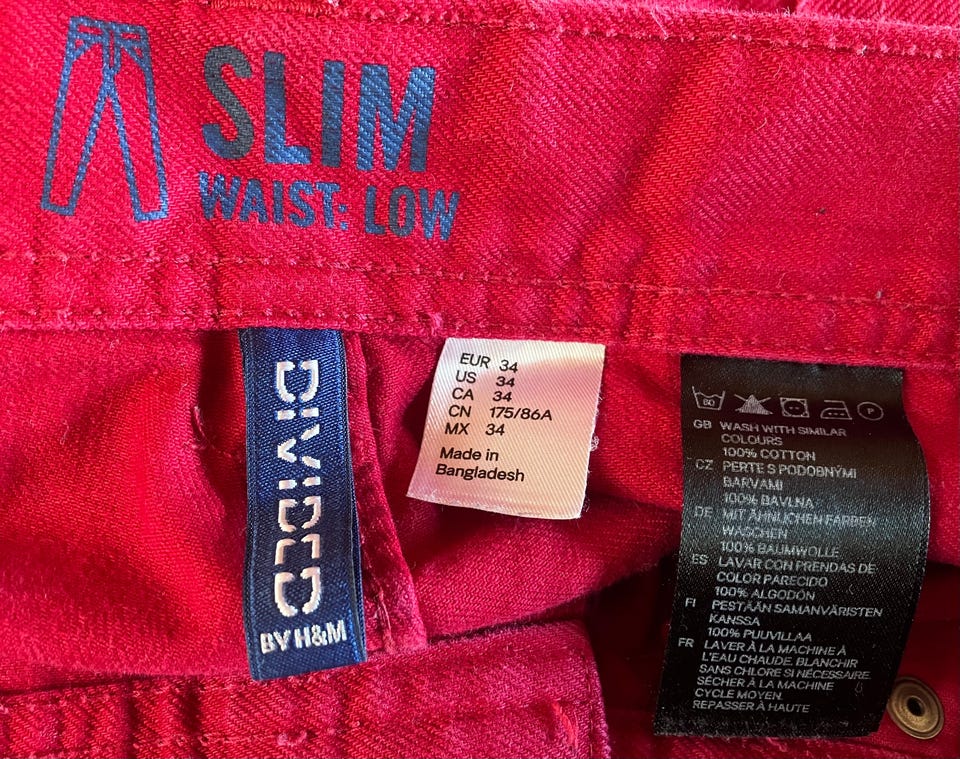 SLIM
WAIST: LOW
DIVIDED
BY H&M
EUR 34
US 34
CA 34
CN 175/86A
MX 34
Made in
Bangladesh
60
P
GB WASH WITH SIMILAR
COLOURS
100% COTTON
CZ PERTE S PODOBNÝMI
BARVAMI
100% BAVLNA
DE MIT ÄHNLICHEN FARBEN
WASCHEN
100% BAUMWOLLE
ES LAVAR CON PRENDAS DE
COLOR PARECIDO
100% ALGODÓN
FI PESTÄÄN SAMANVÄRISTEN
KANSSA
100% PUUVILLAA
FR LAVER À LA MACHINE À
L'EAU CHAUDE. BLANCHIR
SANS CHLORE SI NÉCESSAIRE.
SÉCHER À LA MACHINE
CYCLE MOYEN.
REPASSER À HAUTE